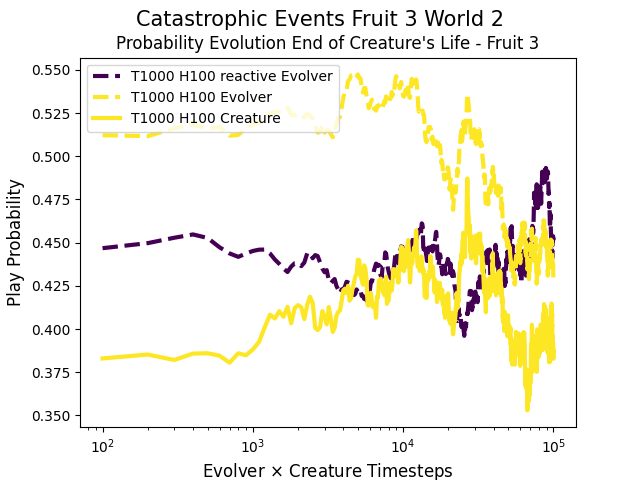 Catastrophic Events Fruit 3 World 2
Probability Evolution End of Creature's Life - Fruit 3
T1000 H100 reactive Evolver
T1000 H100 Evolver
T1000 H100 Creature
Play Probability
0.550
0.525
0.500
0.475
0.450
0.425
0.400
0.375
0.350
10²
10³
10⁴
10⁵
Evolver × Creature Timesteps